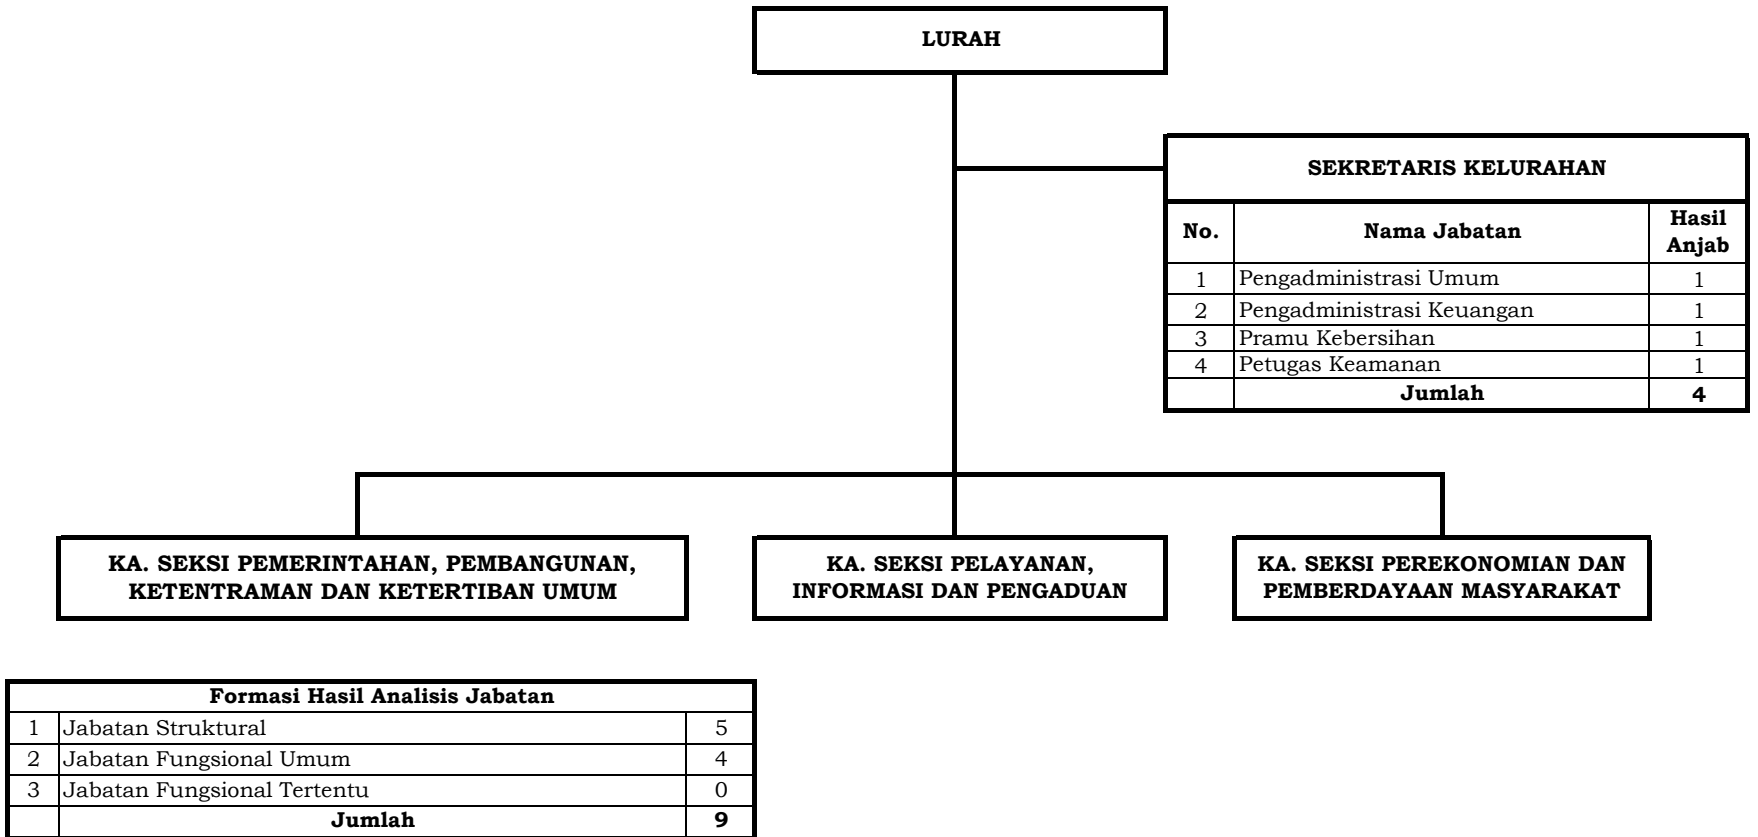 LURAH
SEKRETARIS KELURAHAN
No. Nama Jabatan Hasil Anjab
1 Pengadministrasi Umum 1
2 Pengadministrasi Keuangan 1
3 Pramu Kebersihan 1
4 Petugas Keamanan 1
Jumlah 4
KA. SEKSI PEMERINTAHAN, PEMBANGUNAN,
KETENTRAMAN DAN KETERTIBAN UMUM
KA. SEKSI PELAYANAN,
INFORMASI DAN PENGADUAN
KA. SEKSI PEREKONOMIAN DAN
PEMBERDAYAAN MASYARAKAT
Formasi Hasil Analisis Jabatan
1 Jabatan Struktural 5
2 Jabatan Fungsional Umum 4
3 Jabatan Fungsional Tertentu 0
Jumlah 9